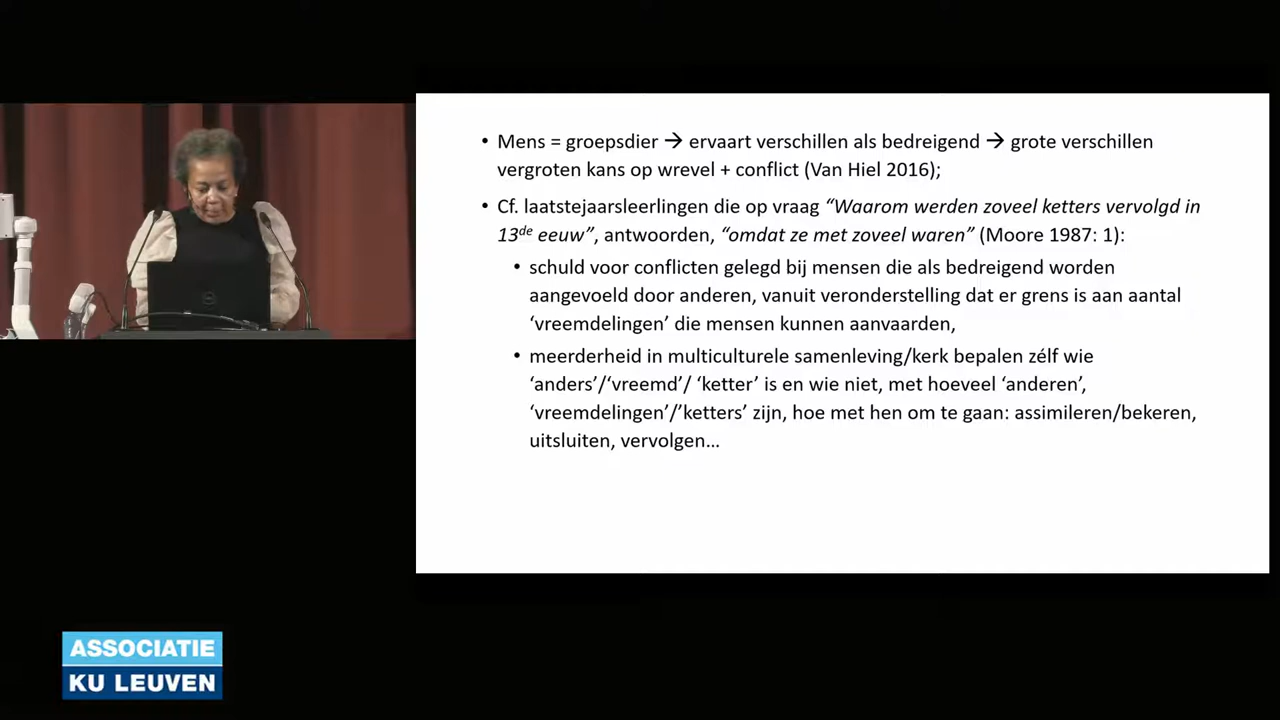 • Mens = groepsdier → ervaart verschillen als bedreigend → grote verschillen
vergroten kans op wrevel + conflict (Van Hiel 2016);
• Cf. laatstejaarsleerlingen die op vraag “Waarom werden zoveel ketters vervolgd in
13de eeuw”, antwoorden, “omdat ze met zoveel waren” (Moore 1987: 1):
• schuld voor conflicten gelegd bij mensen die als bedreigend worden
aangevoeld door anderen, vanuit veronderstelling dat er grens is aan aantal
‘vreemdelingen’ die mensen kunnen aanvaarden,
• meerderheid in multiculturele samenleving/kerk bepalen zélf wie
‘anders’/‘vreemd’/ ‘ketter’ is en wie niet, met hoeveel ‘anderen’,
‘vreemdelingen’/’ketters’ zijn, hoe met hen om te gaan: assimileren/bekeren,
uitsluiten, vervolgen…
ASSOCIATIE
KU LEUVEN